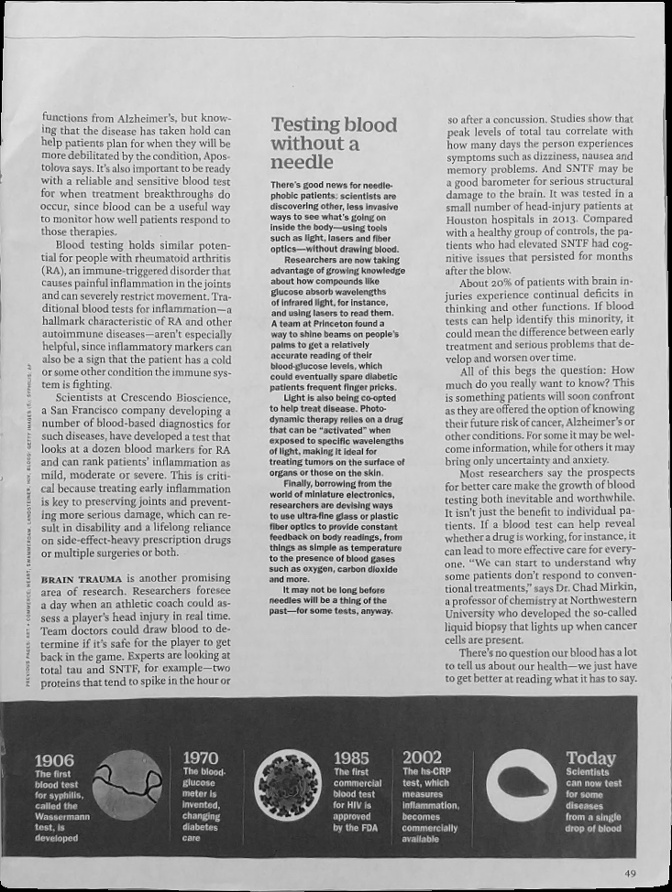 functions from Alzheimer's, but know-
ing that the disease has taken hold can
help patients plan for when they will be
more debilitated by the condition, Apos-
tolova says. It's also important to be ready
with a reliable and sensitive blood test
for when treatment breakthroughs do
occur, since blood can be a useful way
to monitor how well patients respond to
those therapies.
Blood testing holds similar poten-
tial for people with rheumatoid arthritis
(RA), an immune-triggered disorder that
causes painful inflammation in the joints
and can severely restrict movement. Tra-
ditional blood tests for inflammation—a
hallmark characteristic of RA and other
autoimmune diseases—aren't especially
helpful, since inflammatory markers can
also be a sign that the patient has a cold
or some other condition the immune sys-
tem is fighting.
Scientists at Crescendo Bioscience,
a San Francisco company developing a
number of blood-based diagnostics for
such diseases, have developed a test that
looks at a dozen blood markers for RA
and can rank patients' inflammation as
mild, moderate or severe. This is criti-
cal because treating early inflammation
is key to preserving joints and prevent-
ing more serious damage, which can re-
sult in disability and a lifelong reliance
on side-effect-heavy prescription drugs
or multiple surgeries or both.
BRAIN TRAUMA is another promising
area of research. Researchers foresee
a day when an athletic coach could as-
sess a player's head injury in real time.
Team doctors could draw blood to de-
termine if it's safe for the player to get
back in the game. Experts are looking at
total tau and SNTF, for example—two
proteins that tend to spike in the hour or
Testing blood
without a
needle
There's good news for needle-
phobic patients: scientists are
discovering other, less invasive
ways to see what's going on
inside the body—using tools
such as light, lasers and fiber
optics—without drawing blood.
Researchers are now taking
advantage of growing knowledge
about how compounds like
glucose absorb wavelengths
of infrared light, for instance,
and using lasers to read them.
A team at Princeton found a
way to shine beams on people's
palms to get a relatively
accurate reading of their
blood-glucose levels, which
could eventually spare diabetic
patients frequent finger pricks.
Light is also being co-opted
to help treat disease. Photo-
dynamic therapy relies on a drug
that can be "activated" when
exposed to specific wavelengths
of light, making it ideal for
treating tumors on the surface of
organs or those on the skin.
Finally, borrowing from the
world of miniature electronics,
researchers are devising ways
to use ultra-fine glass or plastic
fiber optics to provide constant
feedback on body readings, from
things as simple as temperature
to the presence of blood gases
such as oxygen, carbon dioxide
and more.
It may not be long before
needles will be a thing of the
past—for some tests, anyway.
so after a concussion. Studies show that
peak levels of total tau correlate with
how many days the person experiences
symptoms such as dizziness, nausea and
memory problems. And SNTF may be
a good barometer for serious structural
damage to the brain. It was tested in a
small number of head-injury patients at
Houston hospitals in 2013. Compared
with a healthy group of controls, the pa-
tients who had elevated SNTF had cog-
nitive issues that persisted for months
after the blow.
About 20% of patients with brain in-
juries experience continual deficits in
thinking and other functions. If blood
tests can help identify this minority, it
could mean the difference between early
treatment and serious problems that de-
velop and worsen over time.
All of this begs the question: How
much do you really want to know? This
is something patients will soon confront
as they are offered the option of knowing
their future risk of cancer, Alzheimer's or
other conditions. For some it may be wel-
come information, while for others it may
bring only uncertainty and anxiety.
Most researchers say the prospects
for better care make the growth of blood
testing both inevitable and worthwhile.
It isn't just the benefit to individual pa-
tients. If a blood test can help reveal
whether a drug is working, for instance, it
can lead to more effective care for every-
one. "We can start to understand why
some patients don't respond to conven-
tional treatments," says Dr. Chad Mirkin,
a professor of chemistry at Northwestern
University who developed the so-called
liquid biopsy that lights up when cancer
cells are present.
There's no question our blood has a lot
to tell us about our health—we just have
to get better at reading what it has to say.
1906
The first
blood test
for syphilis,
called the
Wassermann
test, is
developed
1970
The blood-
glucose
meter is
invented,
changing
diabetes
care
1985
The first
commercial
blood test
for HIV is
approved
by the FDA
2002
The hs-CRP
test, which
measures
inflammation,
becomes
commercially
available
Today
Scientists
can now test
for some
diseases
from a single
drop of blood
49